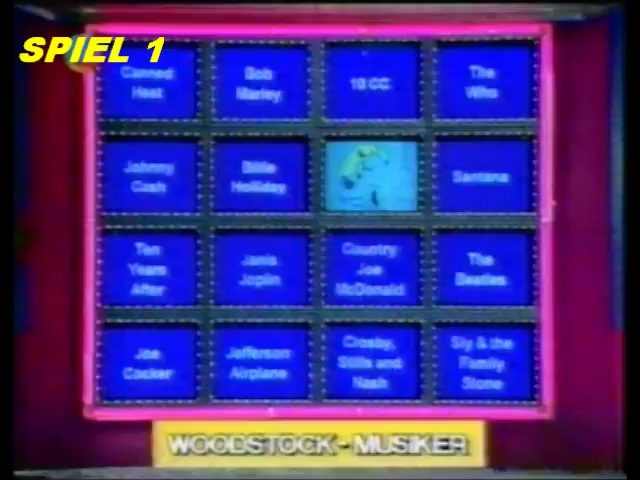 SPIEL 1
Canned
Heat
Bob
Marley
10 CC
The
Who
Johnny
Cash
Billie
Holliday
Santana
Ten
Years
After
Janis
Joplin
Country
Joe
McDonald
The
Beatles
Joe
Cocker
Jefferson
Airplane
Crosby,
Stills and
Nash
Sly & the
Family
Stone
WOODSTOCK - MUSIKER